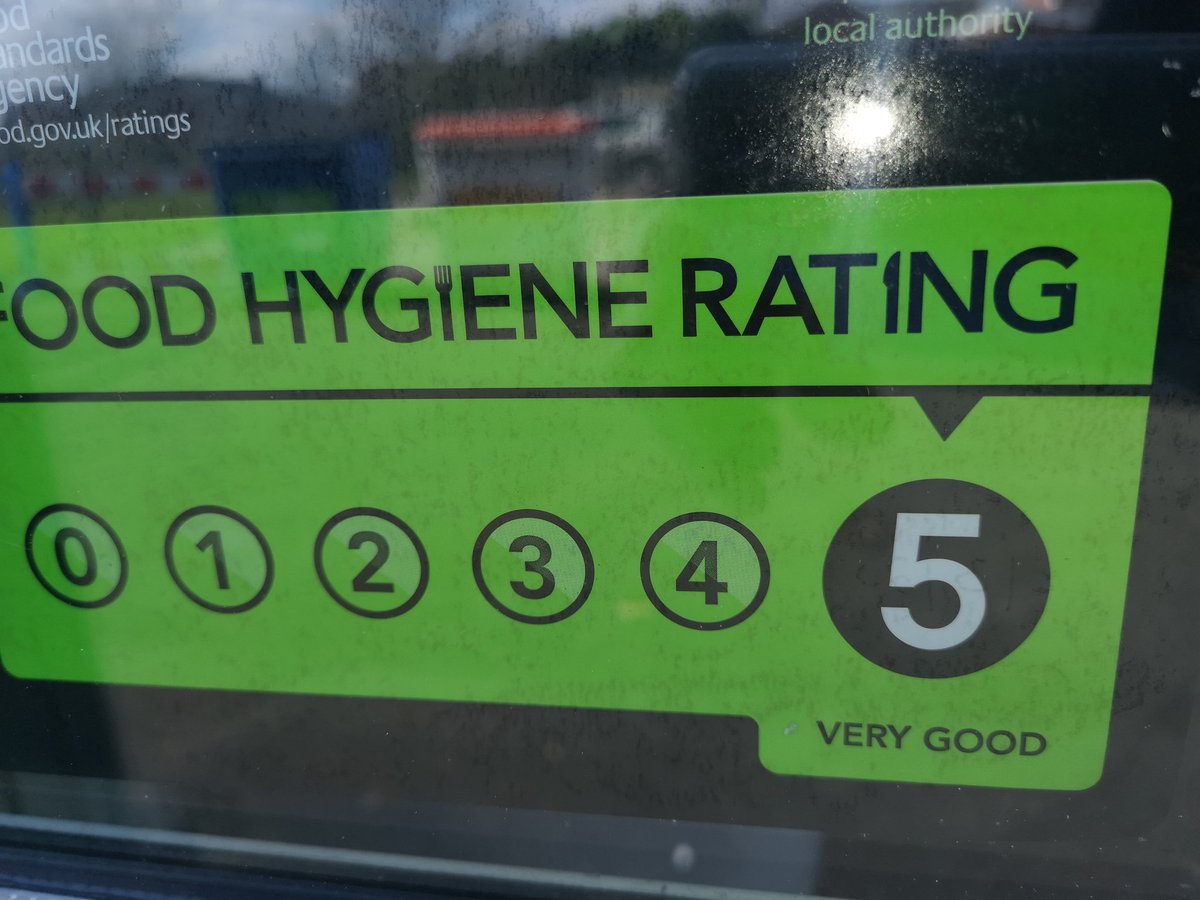 od
andards
gency
od.gov.uk/ratings
local authority
FOOD HYGIENE RATING
0 1 2 3 4 5
VERY GOOD